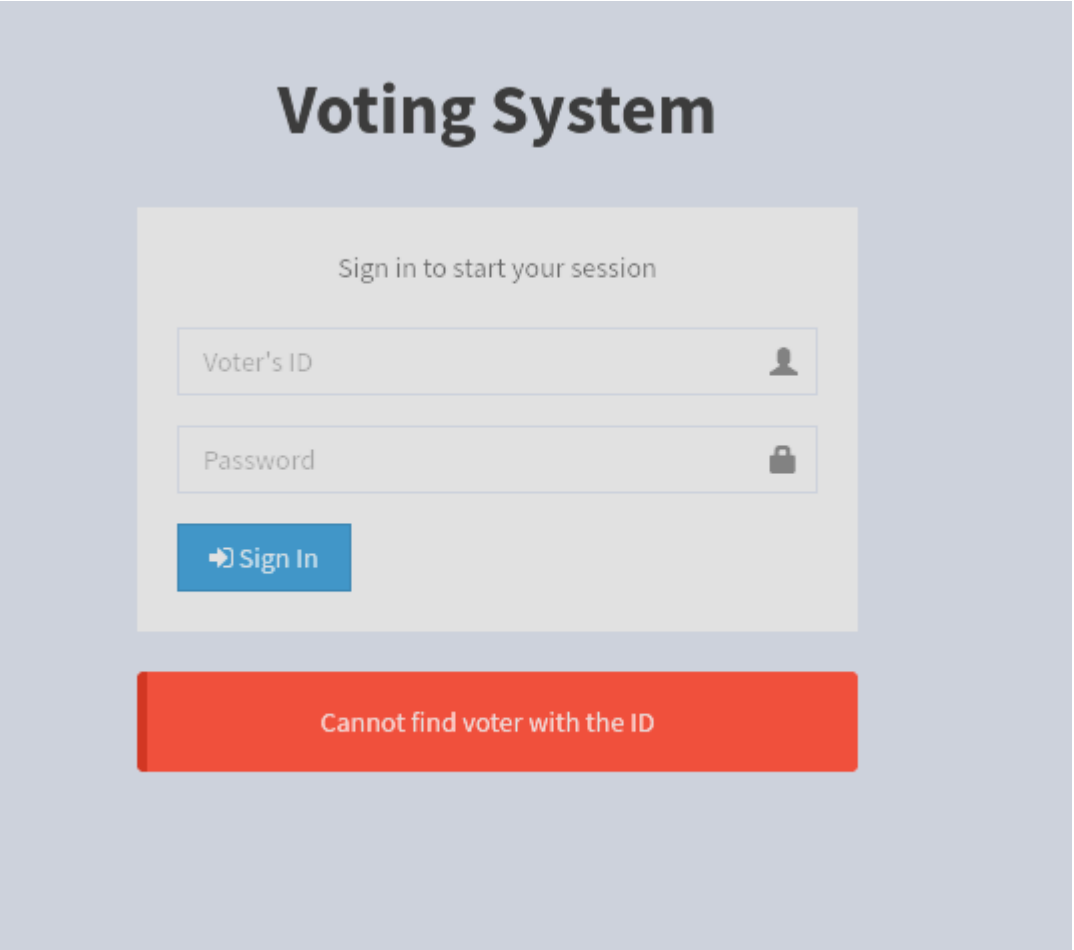 Voting System
Sign in to start your session
Voter's ID
Password
Sign In
Cannot find voter with the ID